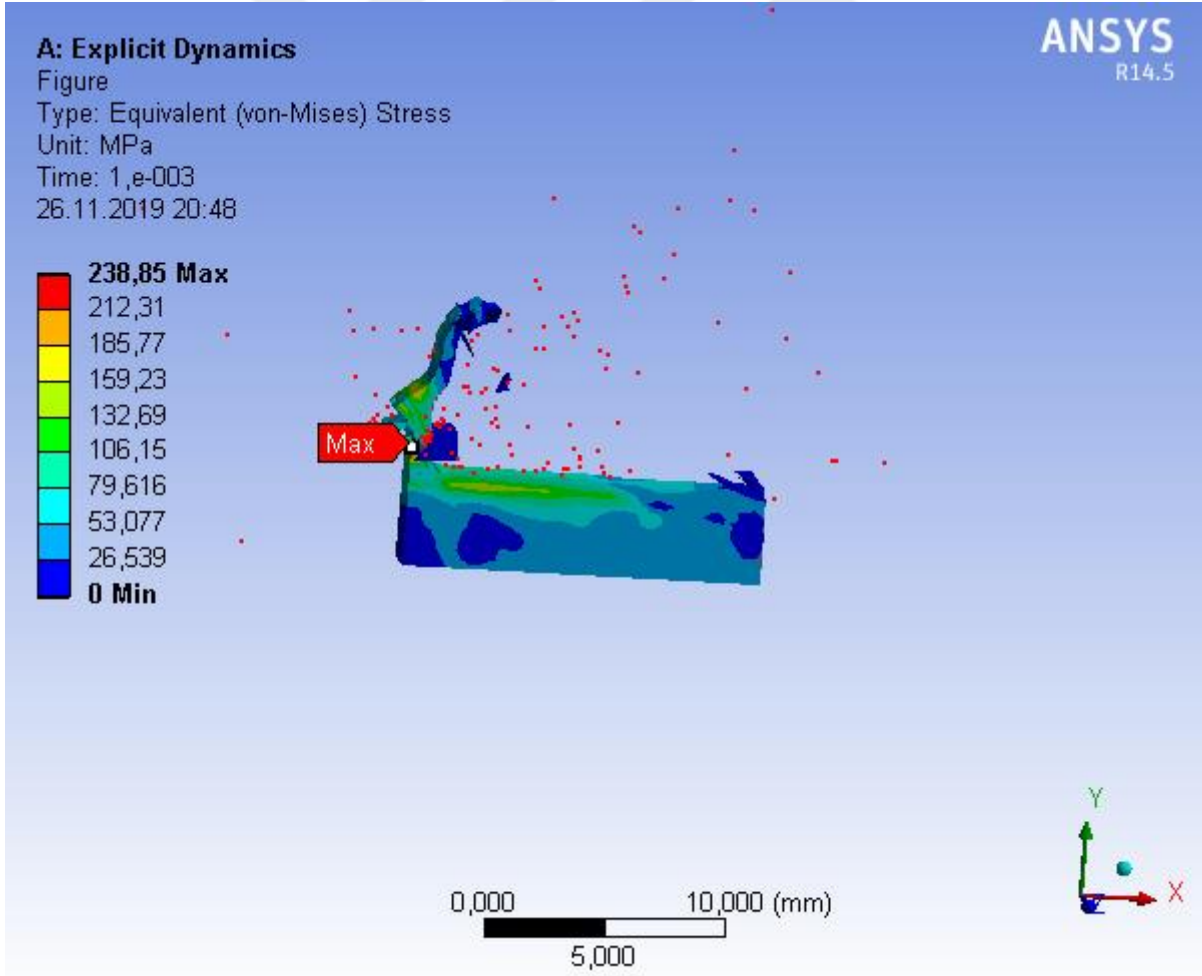 A: Explicit Dynamics
Figure
Type: Equivalent (von-Mises) Stress
Unit: MPa
Time: 1,e-003
26.11.2019 20:48
ANSYS
R14.5
238,85 Max
212,31
185,77
159,23
132,69
106,15
79,616
53,077
26,539
0 Min
Max
Y
X
Z
0,000 10,000 (mm)
5,000